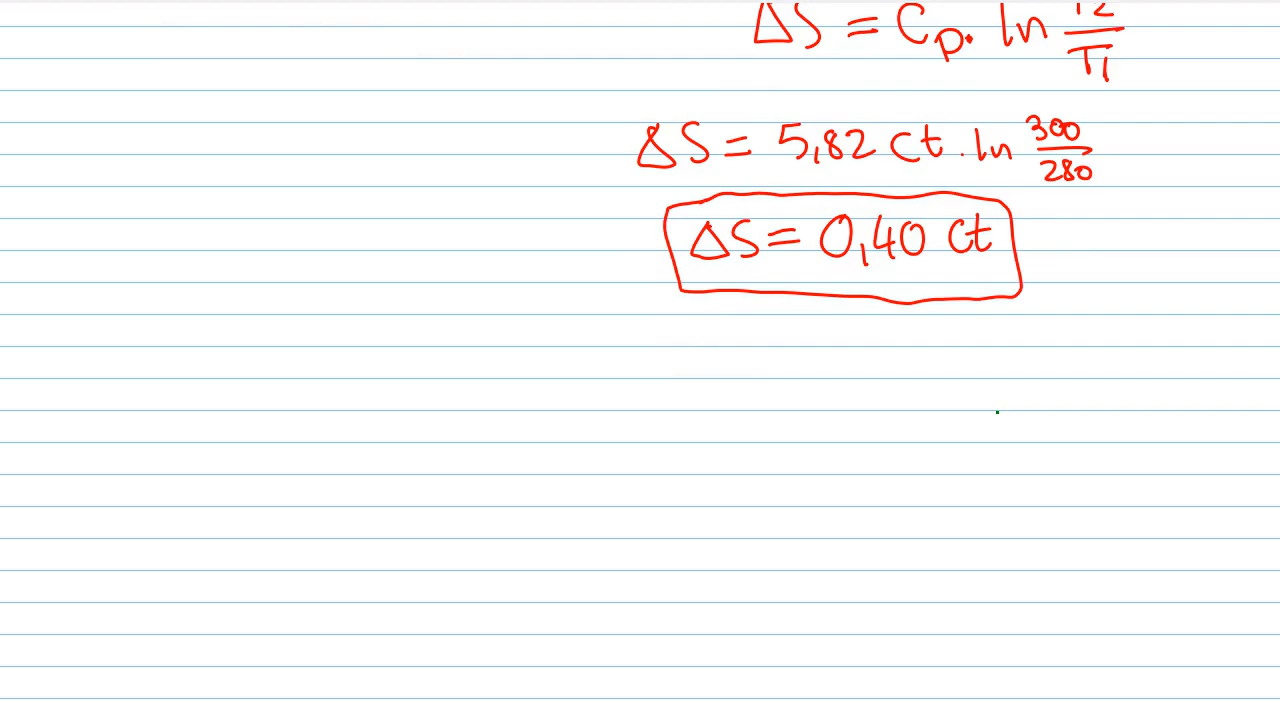 ΔS = Cp. ln T2/T1
ΔS = 5,82 Ct . ln 300/280
ΔS = 0,40 Ct